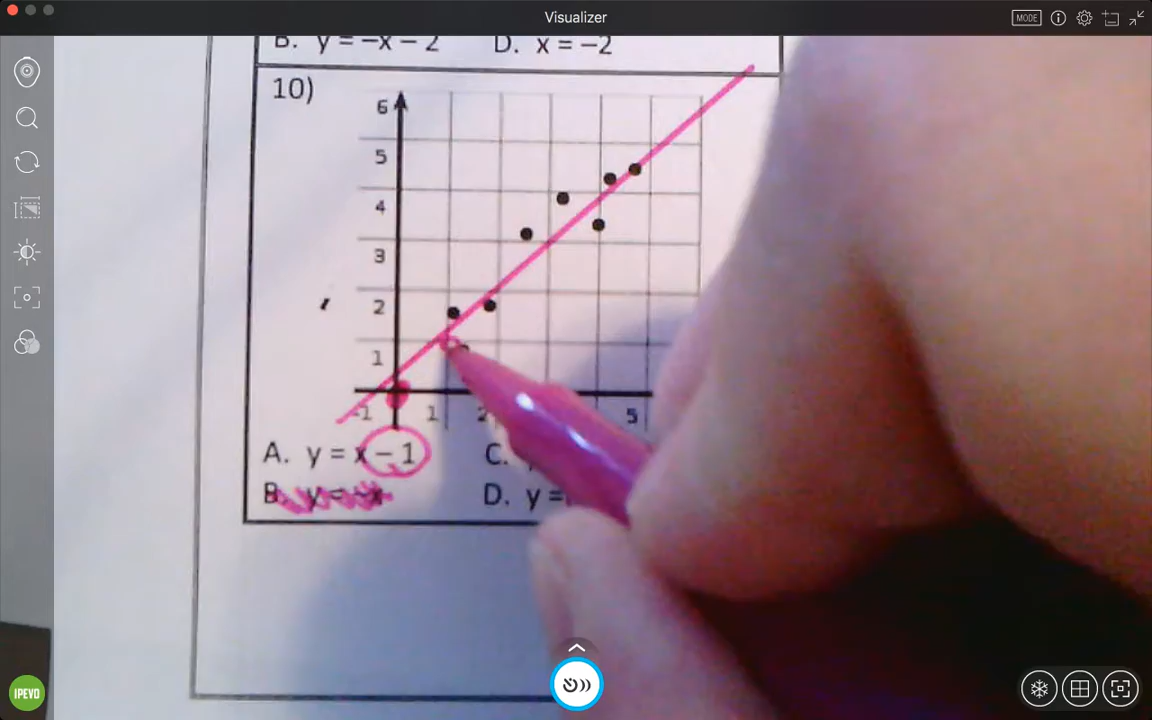 Visualizer
MODE
B. y = −x − 2 D. x = −2
10)
6
5
4
3
2
1
-1 1 2 5
A. y = x − 1 C.
B. y = −x D. y =
IPEVO